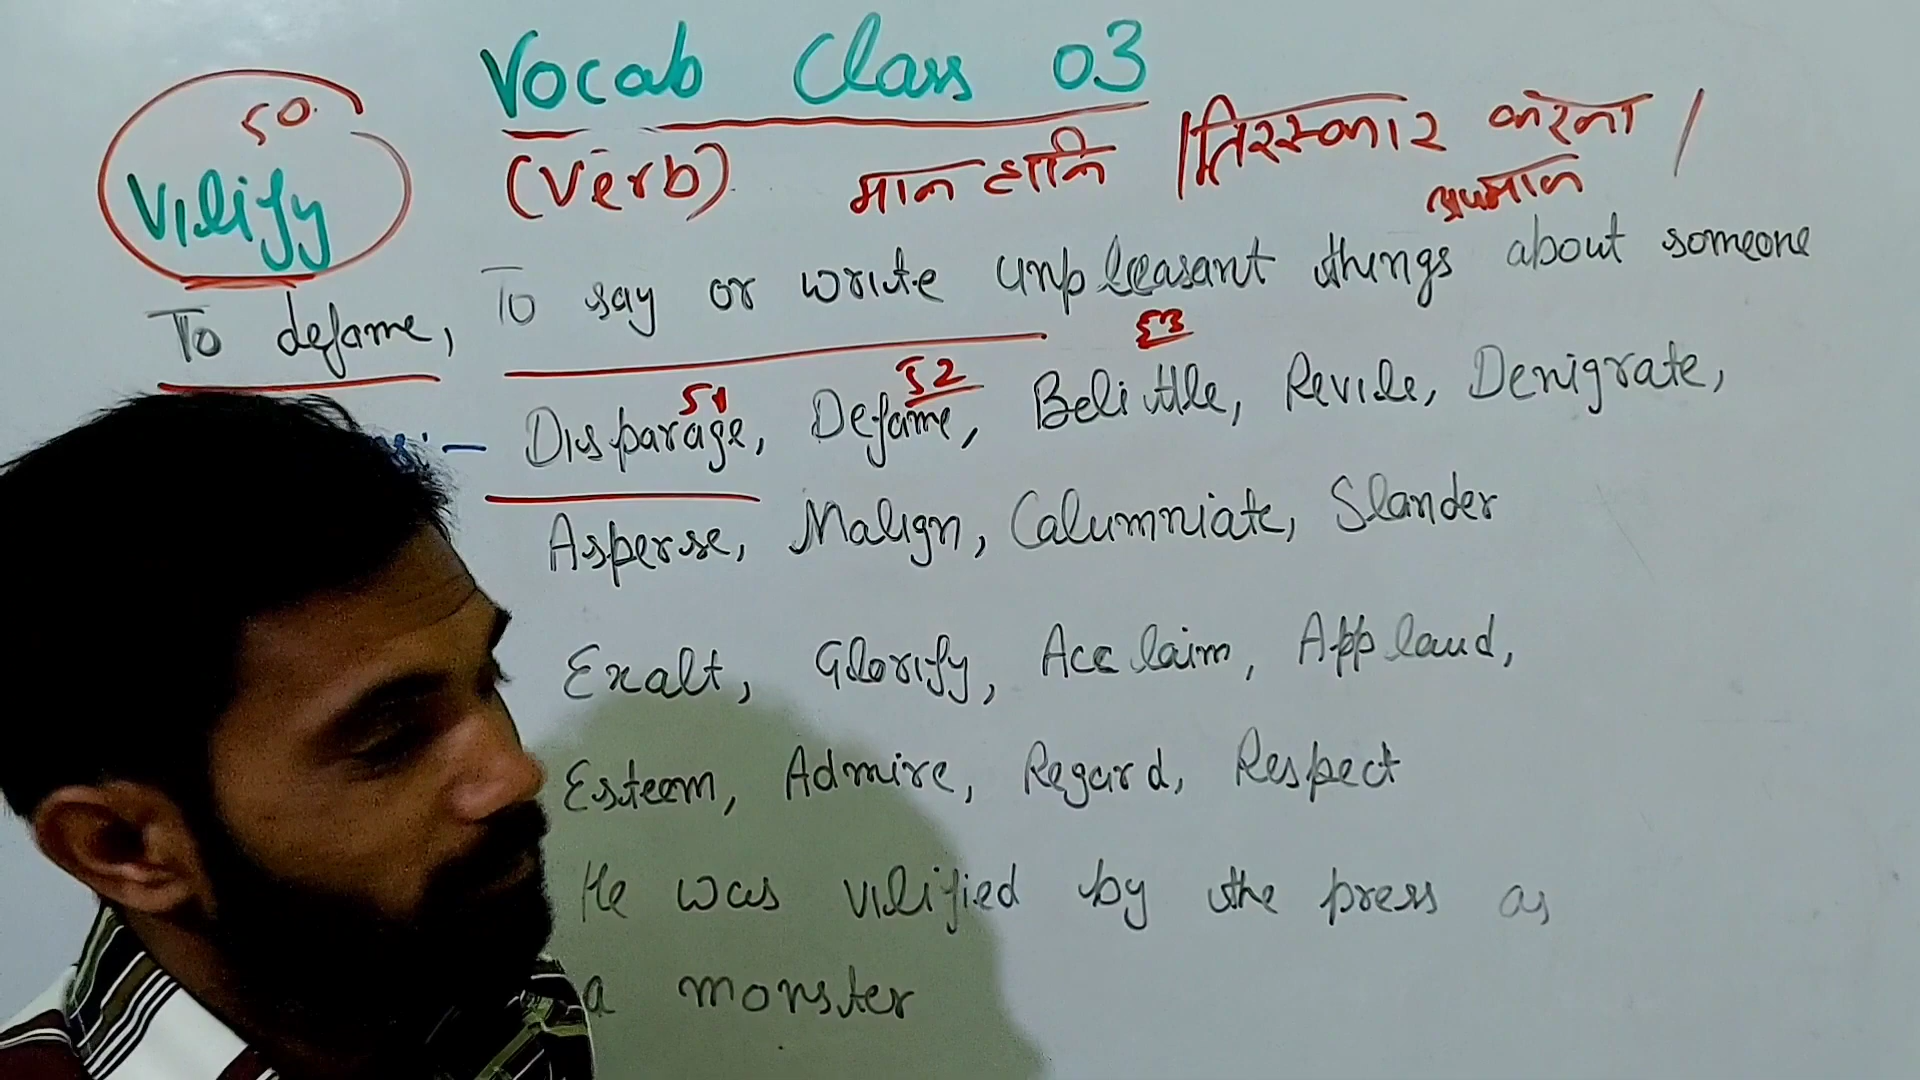 Vocab Class 03
50.
Vilify (Verb) मान हानि / तिरस्कार करना /
अपमान
To defame, To say or write unpleasant things about someone
51 52 53
:- Disparage, Defame, Belittle, Revile, Denigrate,
Asperse, Malign, Calumniate, Slander
Exalt, Glorify, Acclaim, Applaud,
Esteem, Admire, Regard, Respect
He was vilified by the press as
a monster